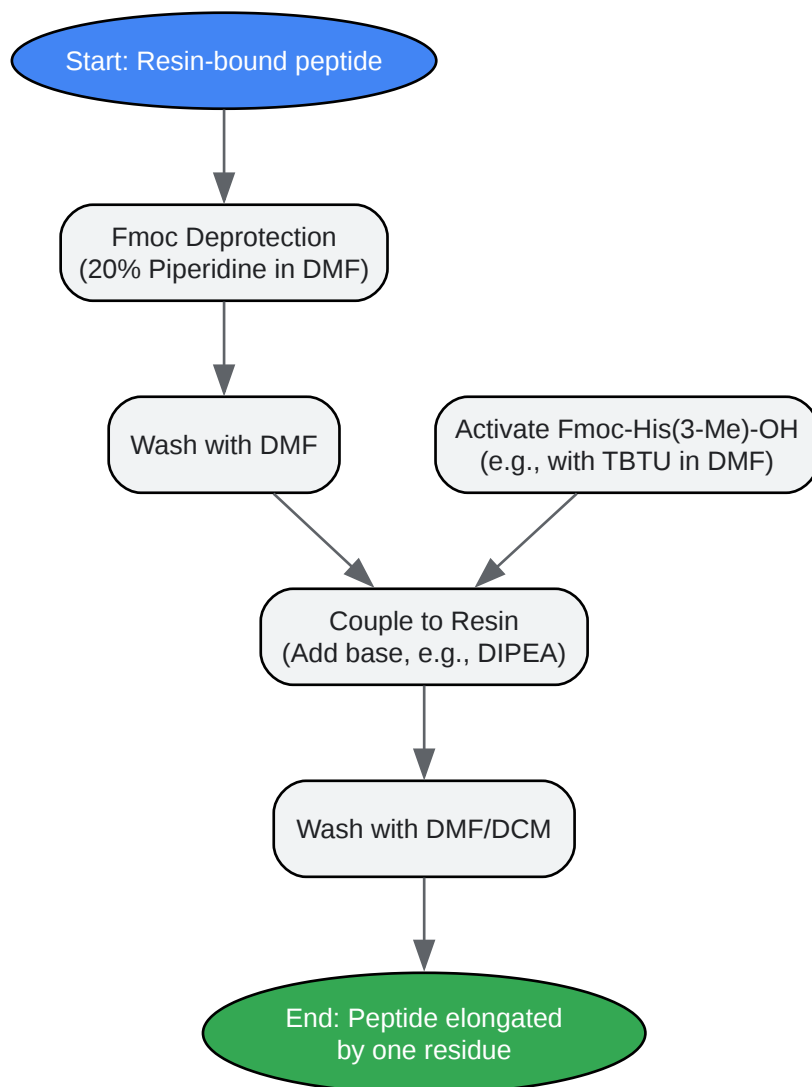 Start: Resin-bound peptide
Fmoc Deprotection
(20% Piperidine in DMF)
Wash with DMF
Activate Fmoc-His(3-Me)-OH
(e.g., with TBTU in DMF)
Couple to Resin
(Add base, e.g., DIPEA)
Wash with DMF/DCM
End: Peptide elongated
by one residue